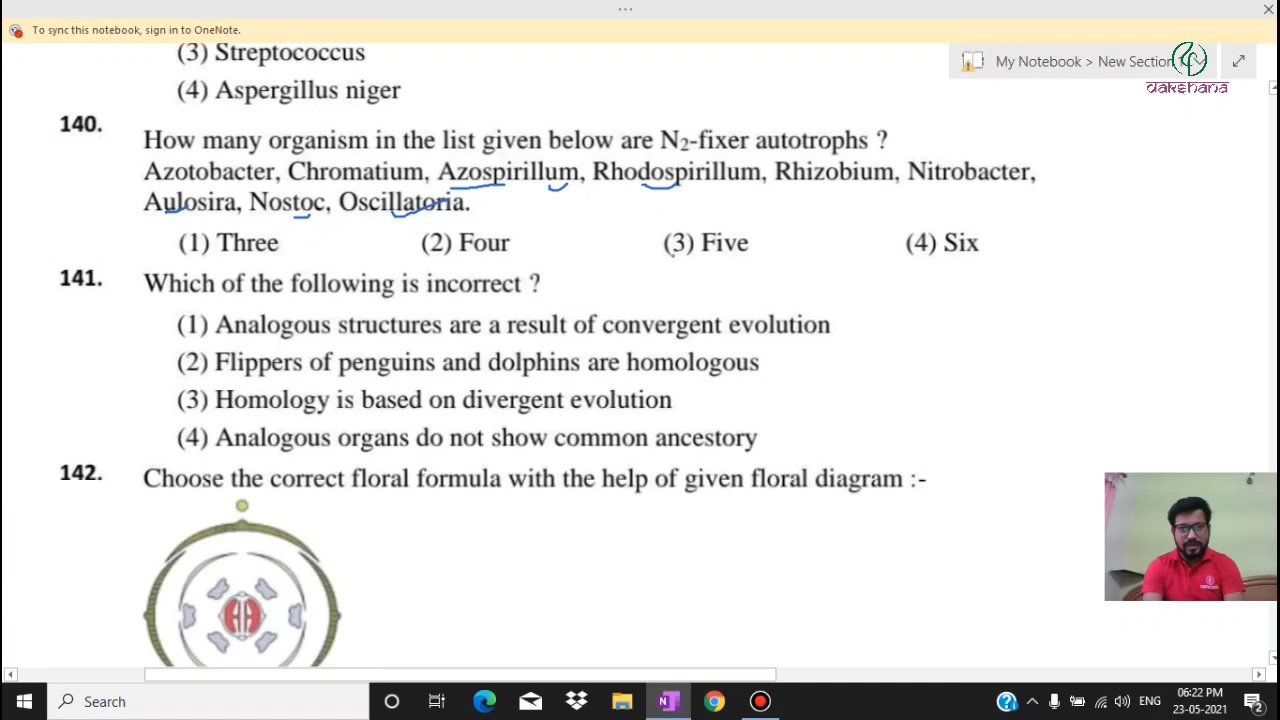 To sync this notebook, sign in to OneNote.
(3) Streptococcus
My Notebook > New Section 1
dakshana
(4) Aspergillus niger
140.
How many organism in the list given below are N2-fixer autotrophs ?
Azotobacter, Chromatium, Azospirillum, Rhodospirillum, Rhizobium, Nitrobacter,
Aulosira, Nostoc, Oscillatoria.
(1) Three (2) Four (3) Five (4) Six
141. Which of the following is incorrect ?
(1) Analogous structures are a result of convergent evolution
(2) Flippers of penguins and dolphins are homologous
(3) Homology is based on divergent evolution
(4) Analogous organs do not show common ancestory
142. Choose the correct floral formula with the help of given floral diagram :-
Search
ENG
06:22 PM
23-05-2021
2